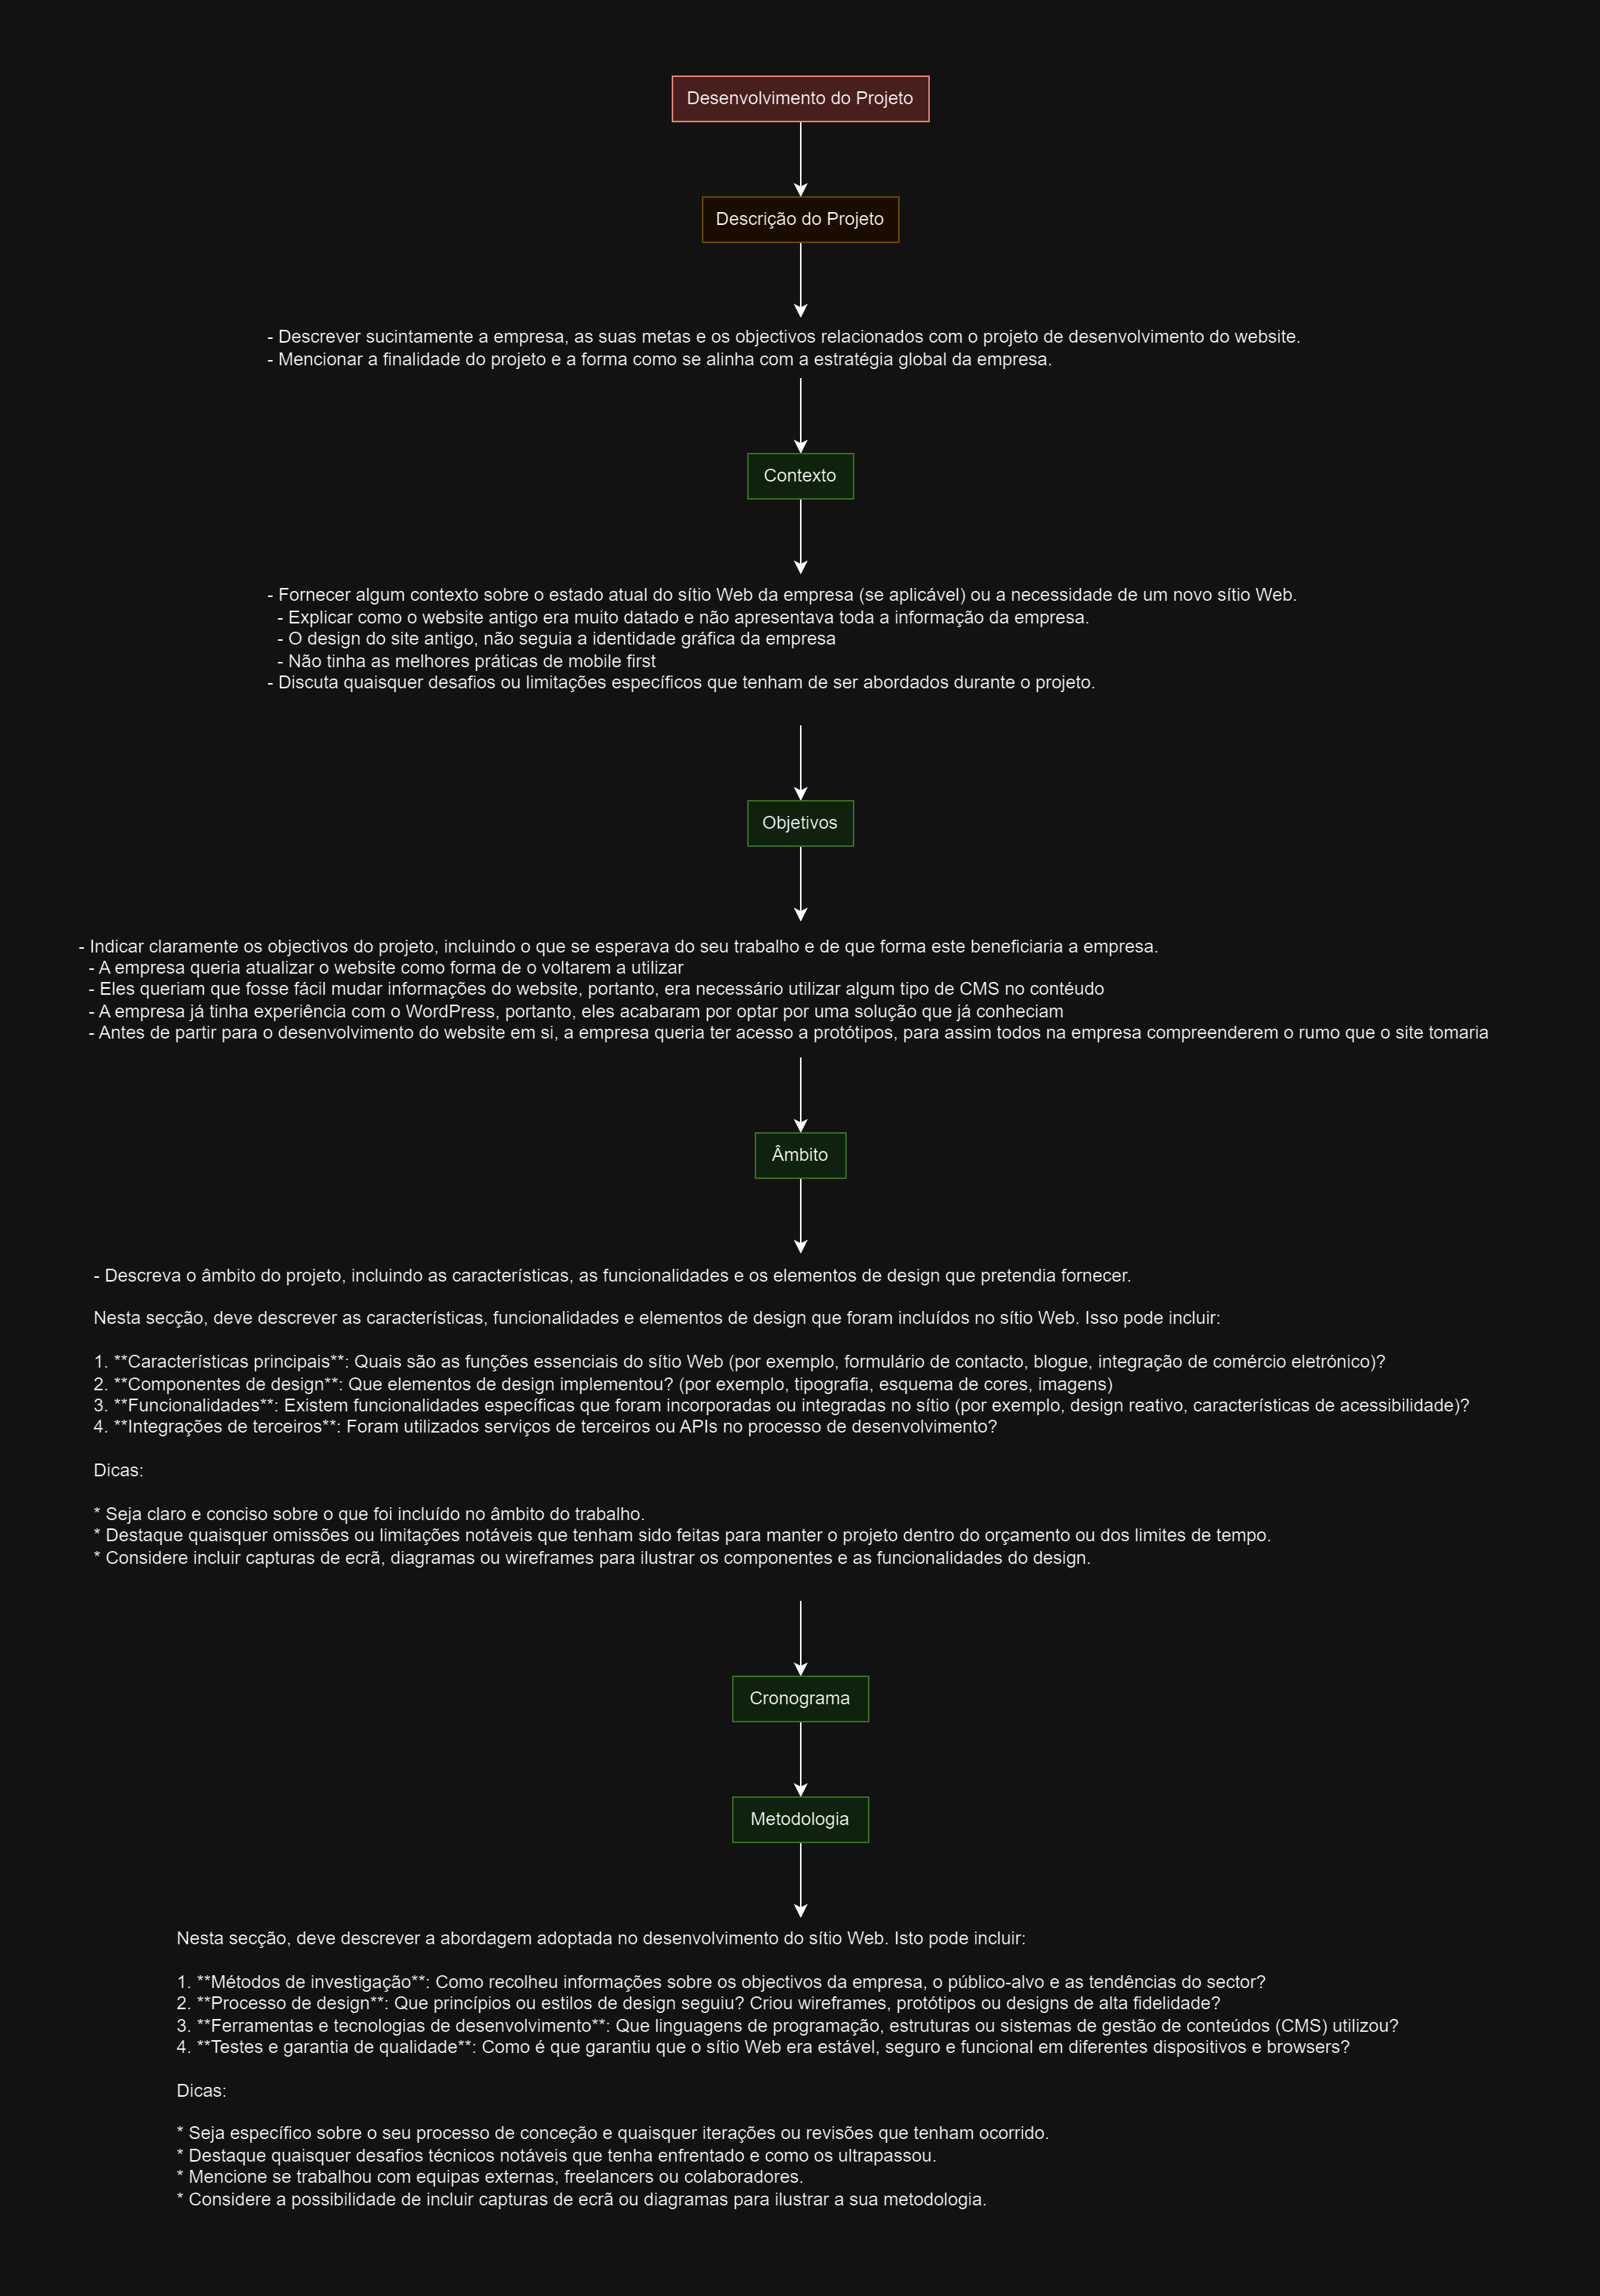 Desenvolvimento do Projeto
Descrição do Projeto
- Descrever sucintamente a empresa, as suas metas e os objectivos relacionados com o projeto de desenvolvimento do website.
- Mencionar a finalidade do projeto e a forma como se alinha com a estratégia global da empresa.
Contexto
- Fornecer algum contexto sobre o estado atual do sítio Web da empresa (se aplicável) ou a necessidade de um novo sítio Web.
- Explicar como o website antigo era muito datado e não apresentava toda a informação da empresa.
- O design do site antigo, não seguia a identidade gráfica da empresa
- Não tinha as melhores práticas de mobile first
- Discuta quaisquer desafios ou limitações específicos que tenham de ser abordados durante o projeto.
Objetivos
- Indicar claramente os objectivos do projeto, incluindo o que se esperava do seu trabalho e de que forma este beneficiaria a empresa.
- A empresa queria atualizar o website como forma de o voltarem a utilizar
- Eles queriam que fosse fácil mudar informações do website, portanto, era necessário utilizar algum tipo de CMS no contéudo
- A empresa já tinha experiência com o WordPress, portanto, eles acabaram por optar por uma solução que já conheciam
- Antes de partir para o desenvolvimento do website em si, a empresa queria ter acesso a protótipos, para assim todos na empresa compreenderem o rumo que o site tomaria
Âmbito
- Descreva o âmbito do projeto, incluindo as características, as funcionalidades e os elementos de design que pretendia fornecer.
Nesta secção, deve descrever as características, funcionalidades e elementos de design que foram incluídos no sítio Web. Isso pode incluir:
1. **Características principais**: Quais são as funções essenciais do sítio Web (por exemplo, formulário de contacto, blogue, integração de comércio eletrónico)?
2. **Componentes de design**: Que elementos de design implementou? (por exemplo, tipografia, esquema de cores, imagens)
3. **Funcionalidades**: Existem funcionalidades específicas que foram incorporadas ou integradas no sítio (por exemplo, design reativo, características de acessibilidade)?
4. **Integrações de terceiros**: Foram utilizados serviços de terceiros ou APIs no processo de desenvolvimento?
Dicas:
* Seja claro e conciso sobre o que foi incluído no âmbito do trabalho.
* Destaque quaisquer omissões ou limitações notáveis que tenham sido feitas para manter o projeto dentro do orçamento ou dos limites de tempo.
* Considere incluir capturas de ecrã, diagramas ou wireframes para ilustrar os componentes e as funcionalidades do design.
Cronograma
Metodologia
Nesta secção, deve descrever a abordagem adoptada no desenvolvimento do sítio Web. Isto pode incluir:
1. **Métodos de investigação**: Como recolheu informações sobre os objectivos da empresa, o público-alvo e as tendências do sector?
2. **Processo de design**: Que princípios ou estilos de design seguiu? Criou wireframes, protótipos ou designs de alta fidelidade?
3. **Ferramentas e tecnologias de desenvolvimento**: Que linguagens de programação, estruturas ou sistemas de gestão de conteúdos (CMS) utilizou?
4. **Testes e garantia de qualidade**: Como é que garantiu que o sítio Web era estável, seguro e funcional em diferentes dispositivos e browsers?
Dicas:
* Seja específico sobre o seu processo de conceção e quaisquer iterações ou revisões que tenham ocorrido.
* Destaque quaisquer desafios técnicos notáveis que tenha enfrentado e como os ultrapassou.
* Mencione se trabalhou com equipas externas, freelancers ou colaboradores.
* Considere a possibilidade de incluir capturas de ecrã ou diagramas para ilustrar a sua metodologia.